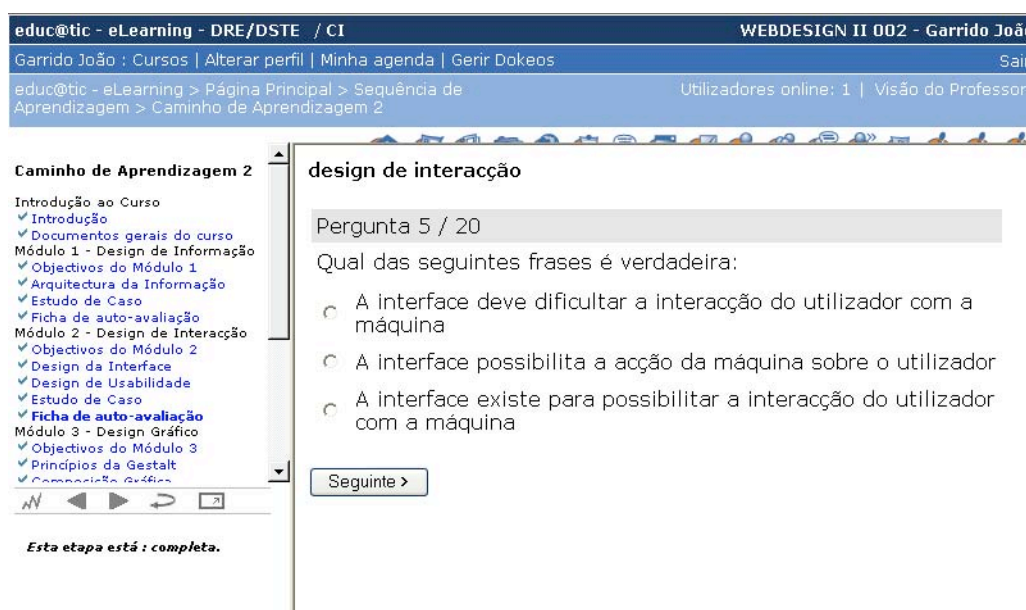 educ@tic - eLearning - DRE/DSTE / CI
WEBDESIGN II 002 - Garrido João
Garrido João : Cursos | Alterar perfil | Minha agenda | Gerir Dokeos
Sair
educ@tic - eLearning > Página Principal > Sequência de
Aprendizagem > Caminho de Aprendizagem 2
Utilizadores online: 1 | Visão do Professor
Caminho de Aprendizagem 2
Introdução ao Curso
Introdução
Documentos gerais do curso
Módulo 1 - Design de Informação
Objectivos do Módulo 1
Arquitectura da Informação
Estudo de Caso
Ficha de auto-avaliação
Módulo 2 - Design de Interacção
Objectivos do Módulo 2
Design da Interface
Design de Usabilidade
Estudo de Caso
Ficha de auto-avaliação
Módulo 3 - Design Gráfico
Objectivos do Módulo 3
Princípios da Gestalt
Composição Gráfica
Esta etapa está : completa.
design de interacção
Pergunta 5 / 20
Qual das seguintes frases é verdadeira:
A interface deve dificultar a interacção do utilizador com a
máquina
A interface possibilita a acção da máquina sobre o utilizador
A interface existe para possibilitar a interacção do utilizador
com a máquina
Seguinte >